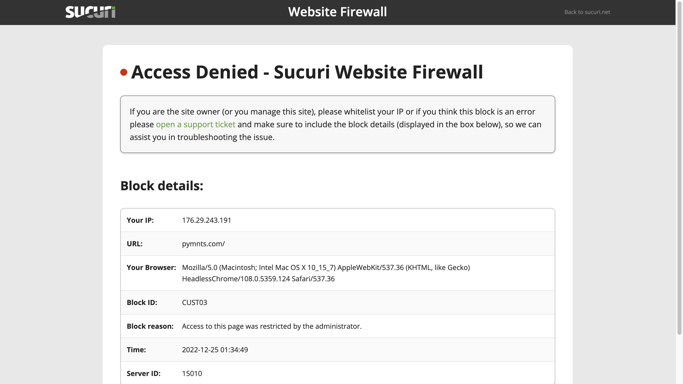 SUCURi
Website Firewall
Back to sucuri.net
Access Denied - Sucuri Website Firewall
If you are the site owner (or you manage this site), please whitelist your IP or if you think this block is an error
please open a support ticket and make sure to include the block details (displayed in the box below), so we can
assist you in troubleshooting the issue.
Block details:
Your IP: 176.29.243.191
URL: pymnts.com/
Your Browser: Mozilla/5.0 (Macintosh; Intel Mac OS X 10_15_7) AppleWebKit/537.36 (KHTML, like Gecko)
HeadlessChrome/108.0.5359.124 Safari/537.36
Block ID: CUST03
Block reason: Access to this page was restricted by the administrator.
Time: 2022-12-25 01:34:49
Server ID: 15010